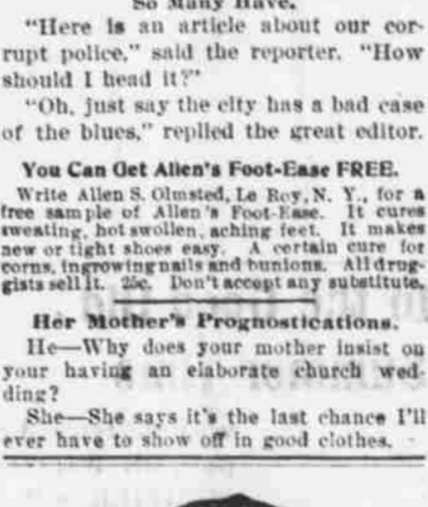 So Many Have.
"Here is an article about our cor-
rupt police," said the reporter. "How
should I head it?"
"Oh, just say the city has a bad case
of the blues," replied the great editor.
You Can Get Allen's Foot-Ease FREE.
Write Allen S. Olmsted, Le Roy, N. Y., for a
free sample of Allen's Foot-Ease. It cures
sweating, hot swollen, aching feet. It makes
new or tight shoes easy. A certain cure for
corns, ingrowing nails and bunions. All drug-
gists sell it. 25c. Don't accept any substitute.
Her Mother's Prognostications.
He—Why does your mother insist on
your having an elaborate church wed-
ding?
She—She says it's the last chance I'll
ever have to show off in good clothes.